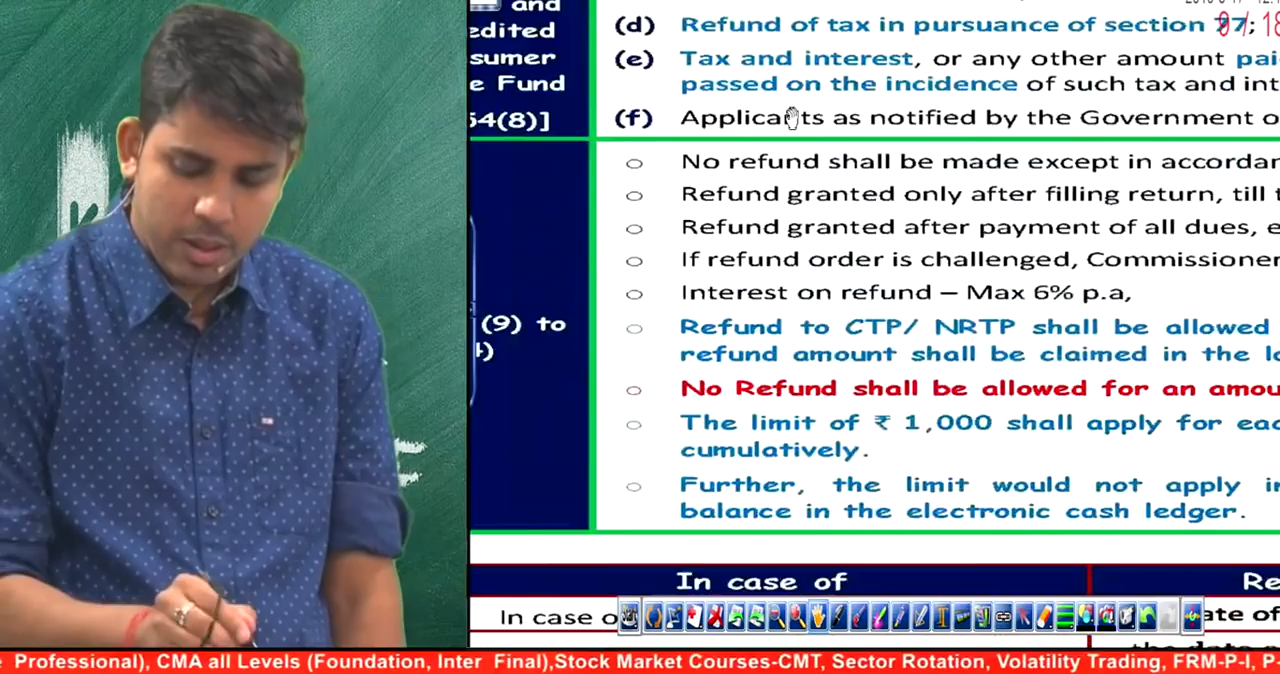 and
edited
sumer
e Fund
54(8)]
(d) Refund of tax in pursuance of section 77;
(e) Tax and interest, or any other amount pai
passed on the incidence of such tax and int
(f) Applicants as notified by the Government o
(9) to
No refund shall be made except in accordan
Refund granted only after filling return, till t
Refund granted after payment of all dues, e
If refund order is challenged, Commissioner
Interest on refund – Max 6% p.a,
Refund to CTP/ NRTP shall be allowed
refund amount shall be claimed in the la
No Refund shall be allowed for an amou
The limit of ₹ 1,000 shall apply for eac
cumulatively.
Further, the limit would not apply in
balance in the electronic cash ledger.
In case of Re
In case o ate of
the date
e Professional), CMA all Levels (Foundation, Inter Final),Stock Market Courses-CMT, Sector Rotation, Volatility Trading, FRM-P-I, P-